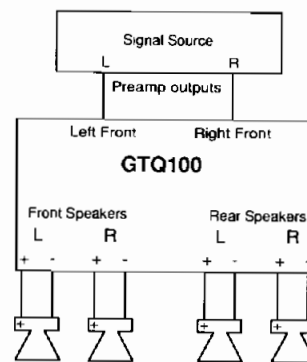 Signal Source
L R
Preamp outputs
Left Front Right Front
GTQ100
Front Speakers Rear Speakers
L R L R
+ - + - + - + -
+ + + +